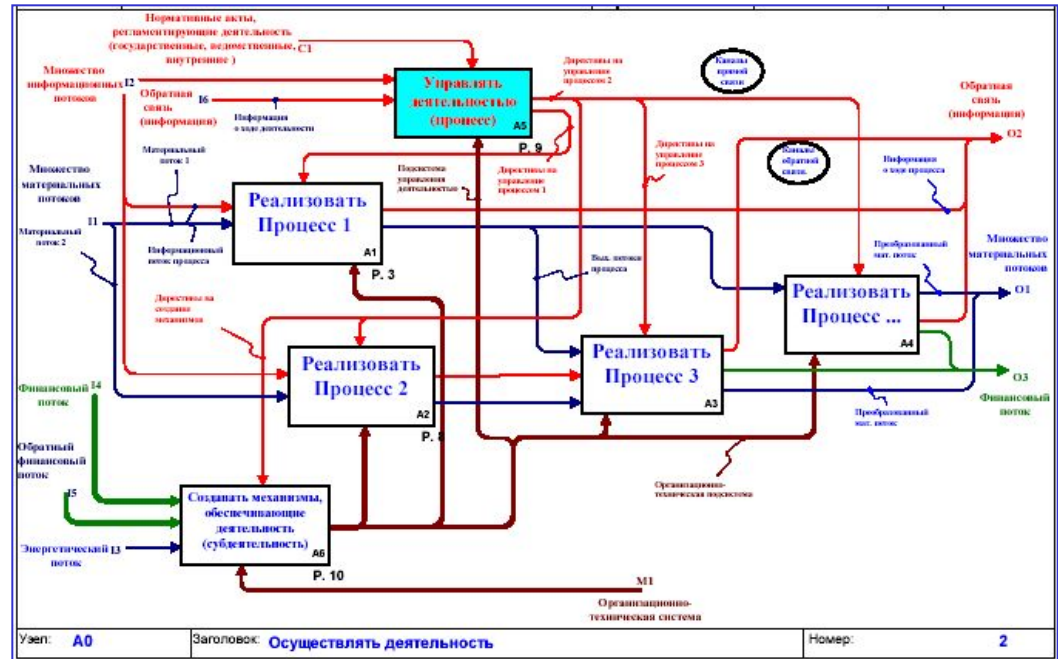 Нормативные акты,
регламентирующие деятельность
(государственные, ведомственные,
внутренние )
C1
Множество
информационных
потоков
I2
Обратная
связь
(информация)
I6
Информация
о ходе деятельности
Управлять
деятельностью
(процесс)
A5
P. 9
Директивы на
управление
процессом 2
Каналы
прямой
связи
Обратная
связь
(информация)
O2
Материальный
поток 1
Множество
материальных
потоков
I1
Материальный
поток 2
Подсистема
управления
деятельностью
Директивы на
управление
процессом 1
Директивы на
управление
процессом 3
Каналы
обратной
связи
Информация
о ходе процесса
Реализовать
Процесс 1
A1
P. 3
Информационный
поток процесса
Вых. потоки
процесса
Преобразованный
мат. поток
Множество
материальных
потоков
O1
Директивы на
создание
механизмов
Реализовать
Процесс ...
A4
Реализовать
Процесс 2
A2
P. 8
Реализовать
Процесс 3
A3
O3
Финансовый
поток
Преобразованный
мат. поток
Финансовый
поток
I4
Обратный
финансовый
поток
I5
Энергетический
поток
I3
Создавать механизмы,
обеспечивающие
деятельность
(субдеятельность)
A6
P. 10
Организационно-
техническая подсистема
M1
Организационно-
техническая система
Узел: A0
Заголовок: Осуществлять деятельность
Номер: 2